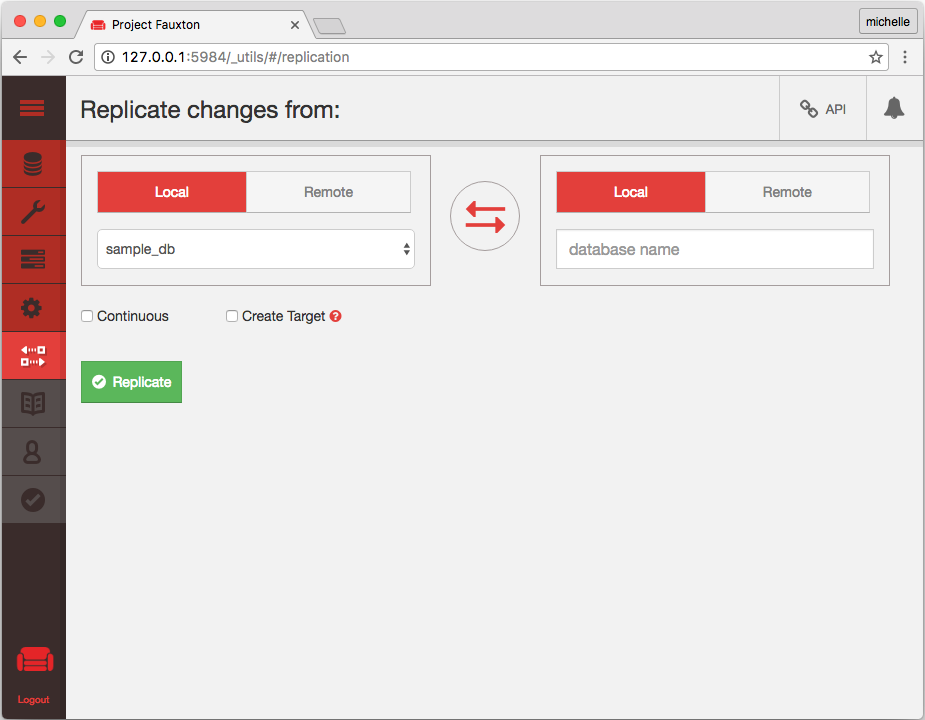 Project Fauxton
michelle
127.0.0.1:5984/_utils/#/replication
Replicate changes from:
API
Local
Remote
sample_db
Local
Remote
database name
Continuous
Create Target ?
Replicate
Logout